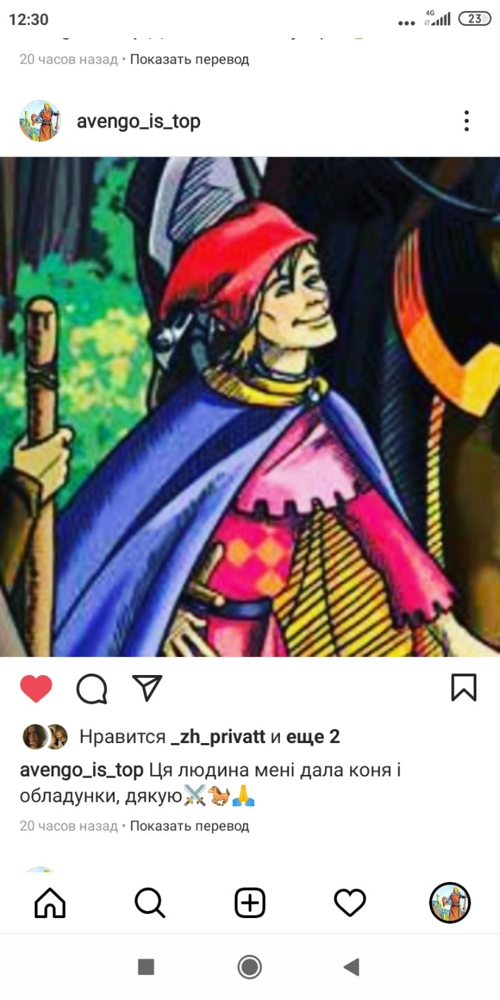 12:30
4G
23
20 часов назад • Показать перевод
avengo_is_top
Нравится _zh_privatt и еще 2
avengo_is_top Ця людина мені дала коня і
обладунки, дякую⚔️🐎🙏
20 часов назад • Показать перевод